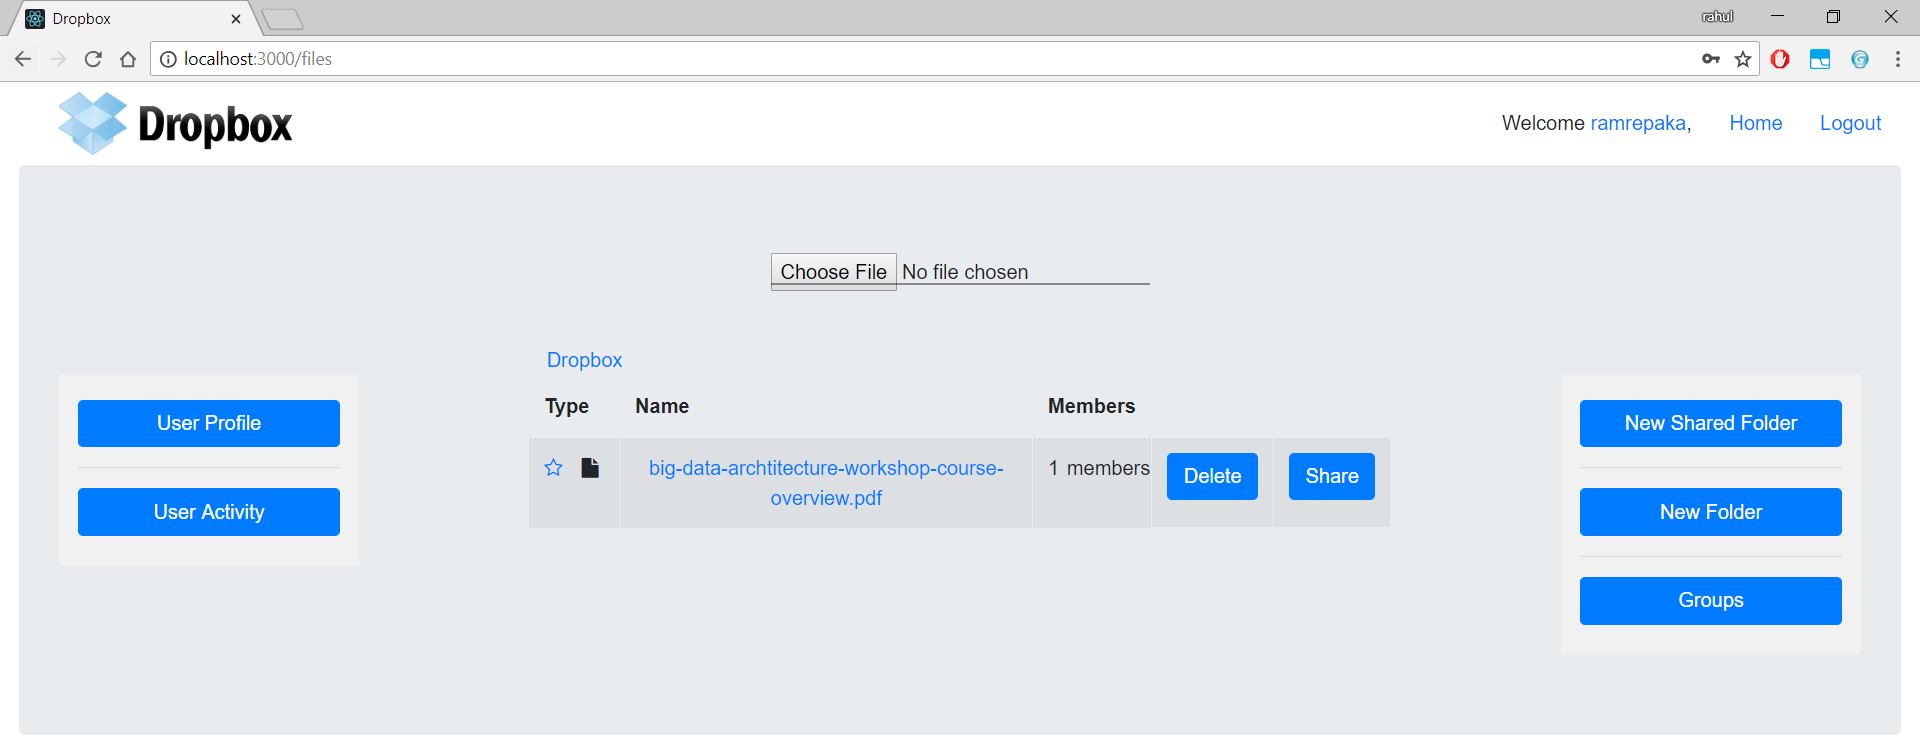 Dropbox
rahul
localhost:3000/files
Dropbox
Welcome ramrepaka, Home Logout
Choose File No file chosen
Dropbox
Type Name Members
User Profile
User Activity
big-data-archtitecture-workshop-course-
overview.pdf
1 members
Delete
Share
New Shared Folder
New Folder
Groups